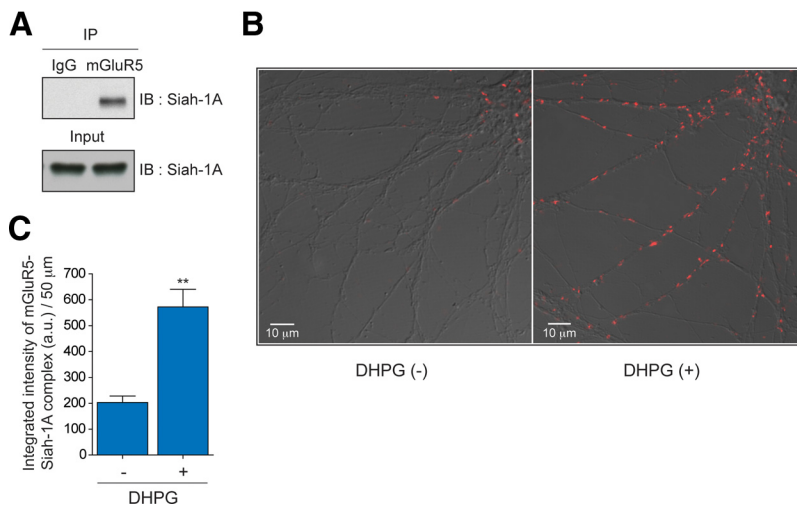 A
IP
IgG mGluR5
IB : Siah-1A
Input
IB : Siah-1A
B
10 μm
10 μm
DHPG (-)
DHPG (+)
C
Integrated intensity of mGluR5-
Siah-1A complex (a.u.) / 50 μm
700
600
500
400
300
200
100
0
**
- +
DHPG